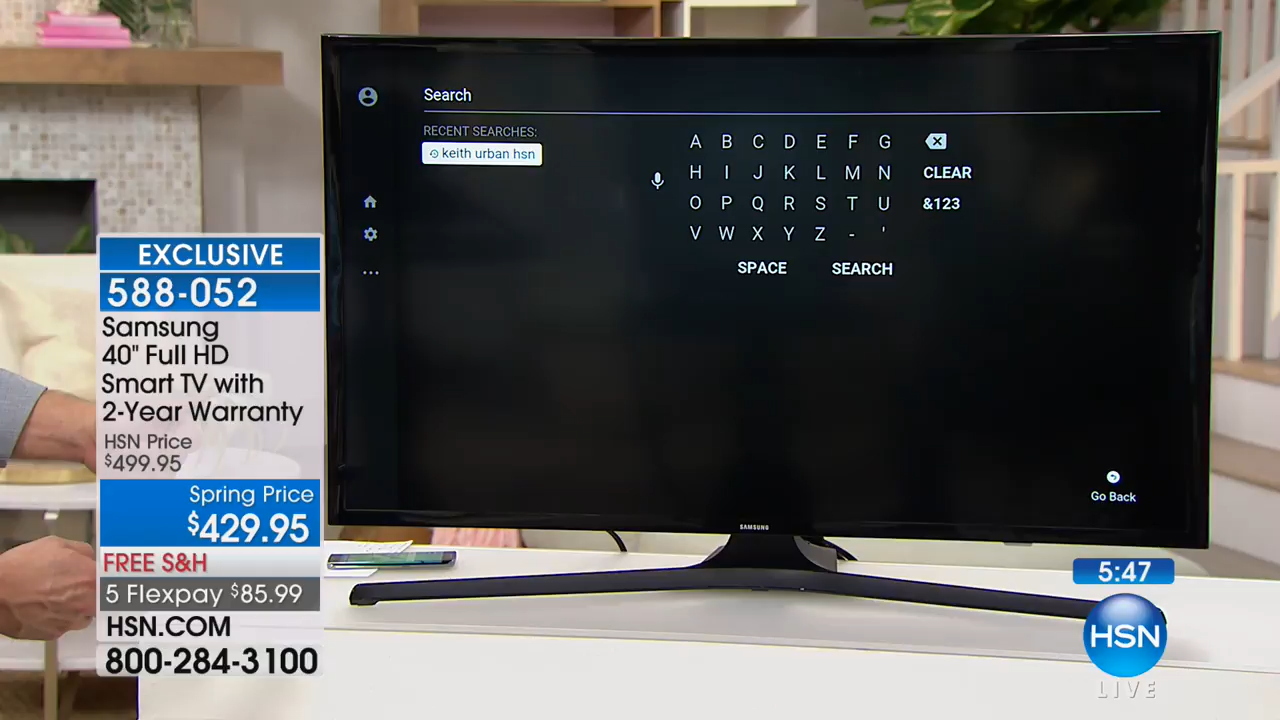 EXCLUSIVE
588-052
Samsung
40" Full HD
Smart TV with
2-Year Warranty
HSN Price
$499.95
Spring Price
$429.95
FREE S&H
5 Flexpay $85.99
HSN.COM
800-284-3100
Search
RECENT SEARCHES:
keith urban hsn
A B C D E F G
H I J K L M N CLEAR
O P Q R S T U &123
V W X Y Z - '
SPACE SEARCH
Go Back
SAMSUNG
5:47
HSN
LIVE